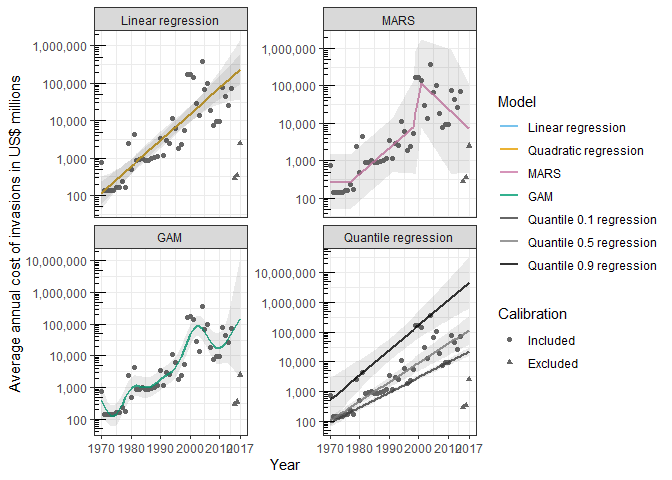 Linear regression
MARS
1,000,000
100,000
10,000
1,000
100
1,000,000
100,000
10,000
1,000
100
GAM
Quantile regression
10,000,000
1,000,000
100,000
10,000
1,000
100
10,000,000
1,000,000
100,000
10,000
1,000
100
1970 1980 1990 2000 2010 2017
1970 1980 1990 2000 2010 2017
Year
Average annual cost of invasions in US$ millions
Model
Linear regression
Quadratic regression
MARS
GAM
Quantile 0.1 regression
Quantile 0.5 regression
Quantile 0.9 regression
Calibration
Included
Excluded